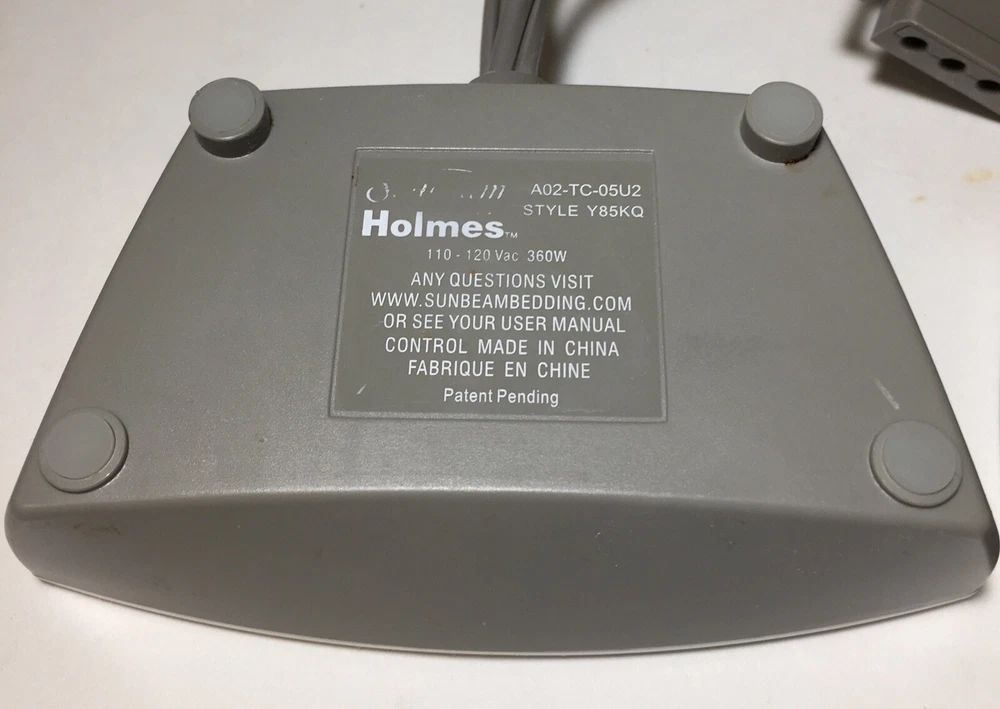 A02-TC-05U2
STYLE Y85KQ
Holmes™
110 - 120 Vac 360W
ANY QUESTIONS VISIT
WWW.SUNBEAMBEDDING.COM
OR SEE YOUR USER MANUAL
CONTROL MADE IN CHINA
FABRIQUE EN CHINE
Patent Pending